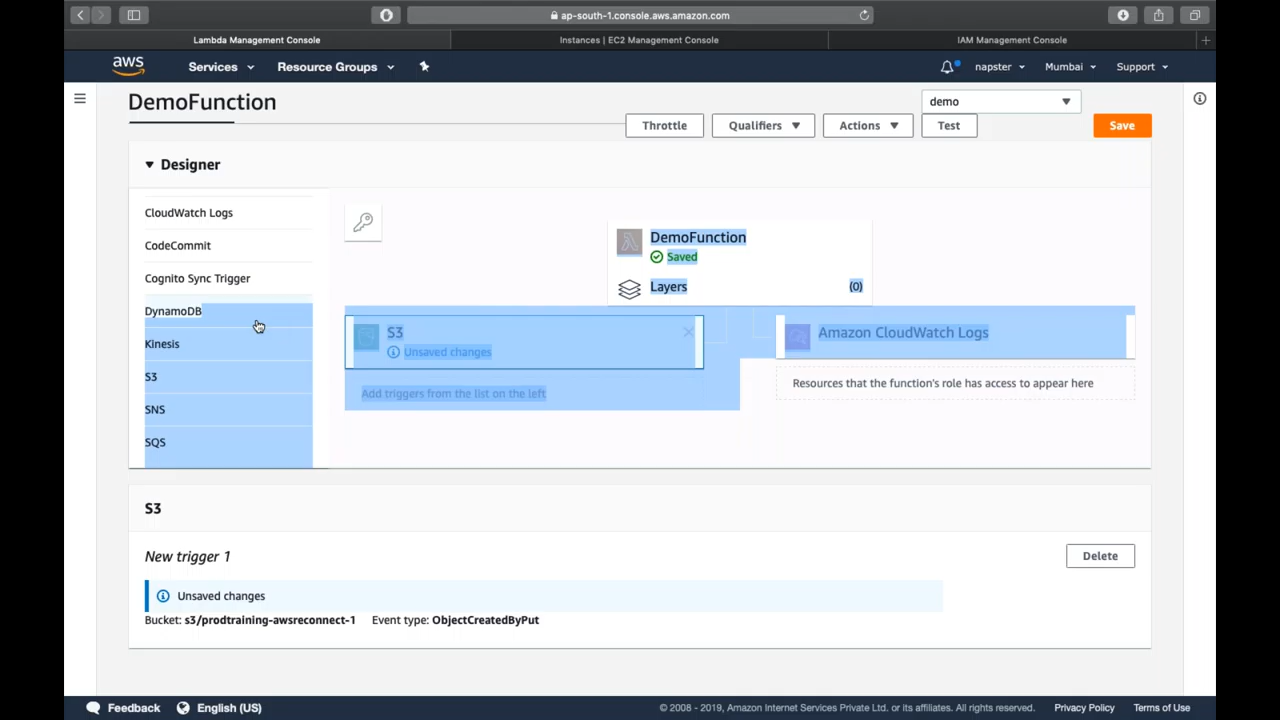 ap-south-1.console.aws.amazon.com
Lambda Management Console
Instances | EC2 Management Console
IAM Management Console
aws
Services
Resource Groups
napster
Mumbai
Support
DemoFunction
demo
Throttle
Qualifiers
Actions
Test
Save
Designer
CloudWatch Logs
CodeCommit
Cognito Sync Trigger
DynamoDB
Kinesis
S3
SNS
SQS
DemoFunction
Saved
Layers
(0)
S3
Unsaved changes
Add triggers from the list on the left
Amazon CloudWatch Logs
Resources that the function's role has access to appear here
S3
New trigger 1
Delete
Unsaved changes
Bucket: s3/prodtraining-awsreconnect-1 Event type: ObjectCreatedByPut
Feedback
English (US)
© 2008 - 2019, Amazon Internet Services Private Ltd. or its affiliates. All rights reserved.
Privacy Policy
Terms of Use